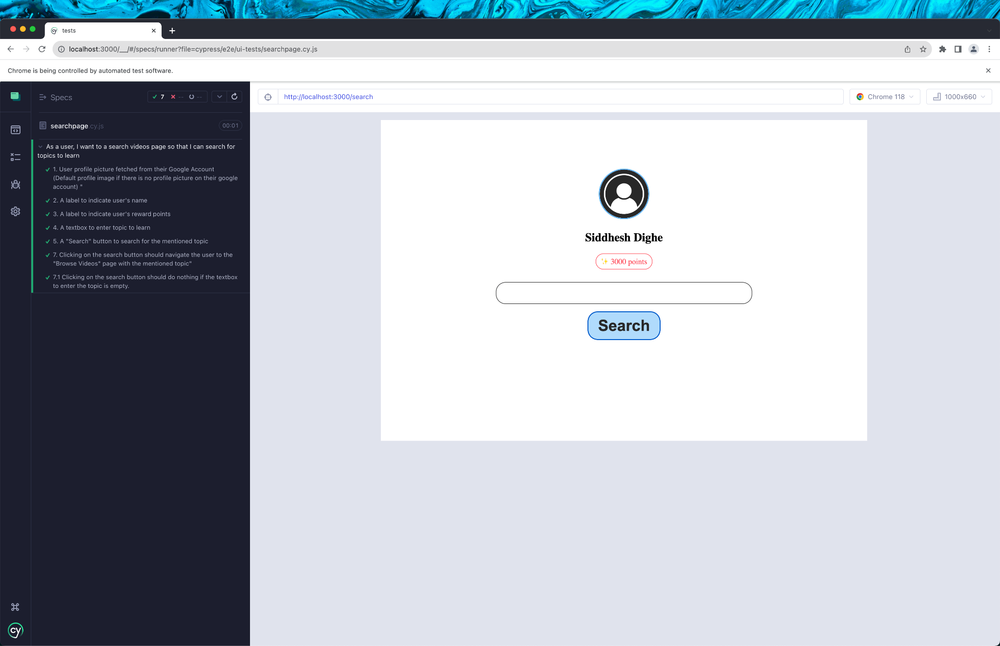 tests
localhost:3000/__/#/specs/runner?file=cypress/e2e/ui-tests/searchpage.cy.js
Chrome is being controlled by automated test software.
Specs
7 -- --
http://localhost:3000/search
Chrome 118
1000x660
searchpage.cy.js
00:01
As a user, I want to a search videos page so that I can search for
topics to learn
1. User profile picture fetched from their Google Account
(Default profile image if there is no profile picture on their google
account) "
2. A label to indicate user's name
3. A label to indicate user's reward points
4. A textbox to enter topic to learn
5. A "Search" button to search for the mentioned topic
7. Clicking on the search button should navigate the user to the
"Browse Videos" page with the mentioned topic"
7.1 Clicking on the search button should do nothing if the textbox
to enter the topic is empty.
Siddhesh Dighe
✨ 3000 points
Search
cy